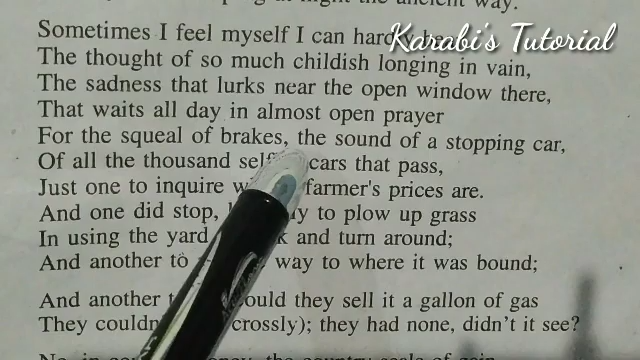 ancient way.
Sometimes I feel myself I can hardly
Karabi's Tutorial
The thought of so much childish longing in vain,
The sadness that lurks near the open window there,
That waits all day in almost open prayer
For the squeal of brakes, the sound of a stopping car,
Of all the thousand selfi cars that pass,
Just one to inquire w farmer's prices are.
And one did stop, ly to plow up grass
In using the yard k and turn around;
And another to way to where it was bound;
And another ould they sell it a gallon of gas
They couldn crossly); they had none, didn't it see?